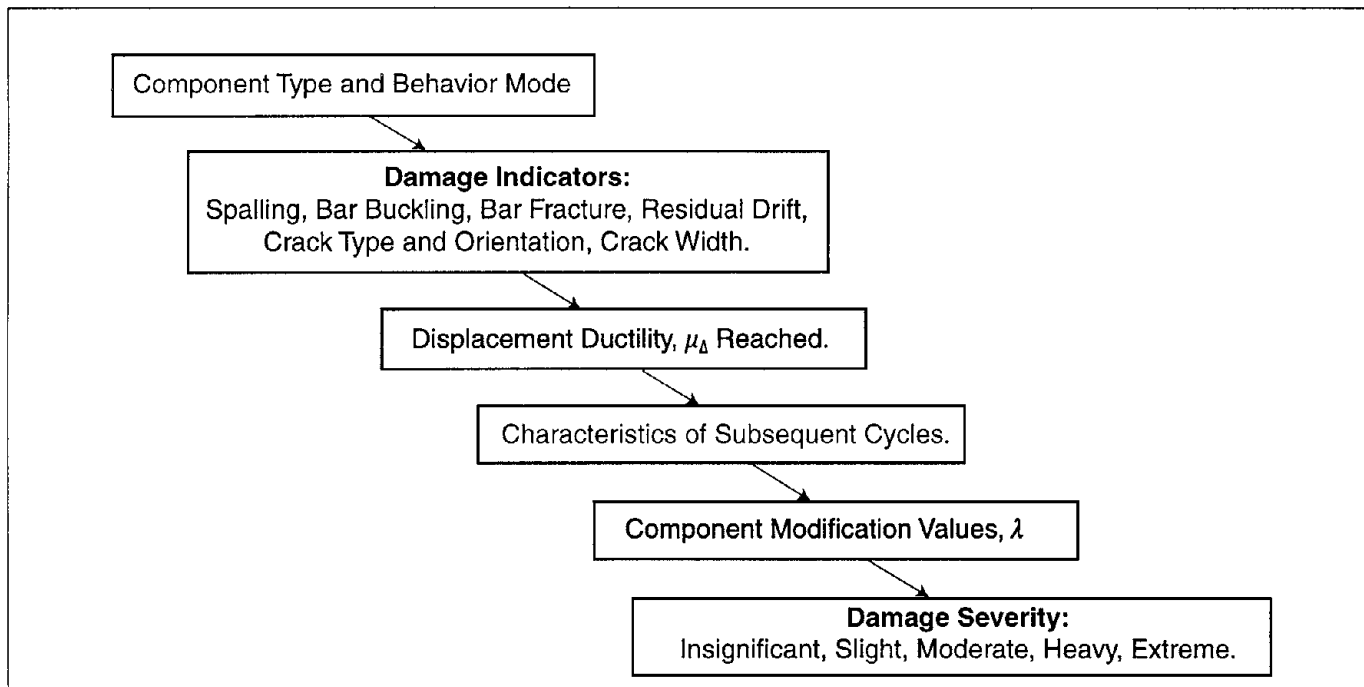 Component Type and Behavior Mode
Damage Indicators:
Spalling, Bar Buckling, Bar Fracture, Residual Drift,
Crack Type and Orientation, Crack Width.
Displacement Ductility, μΔ Reached.
Characteristics of Subsequent Cycles.
Component Modification Values, λ
Damage Severity:
Insignificant, Slight, Moderate, Heavy, Extreme.